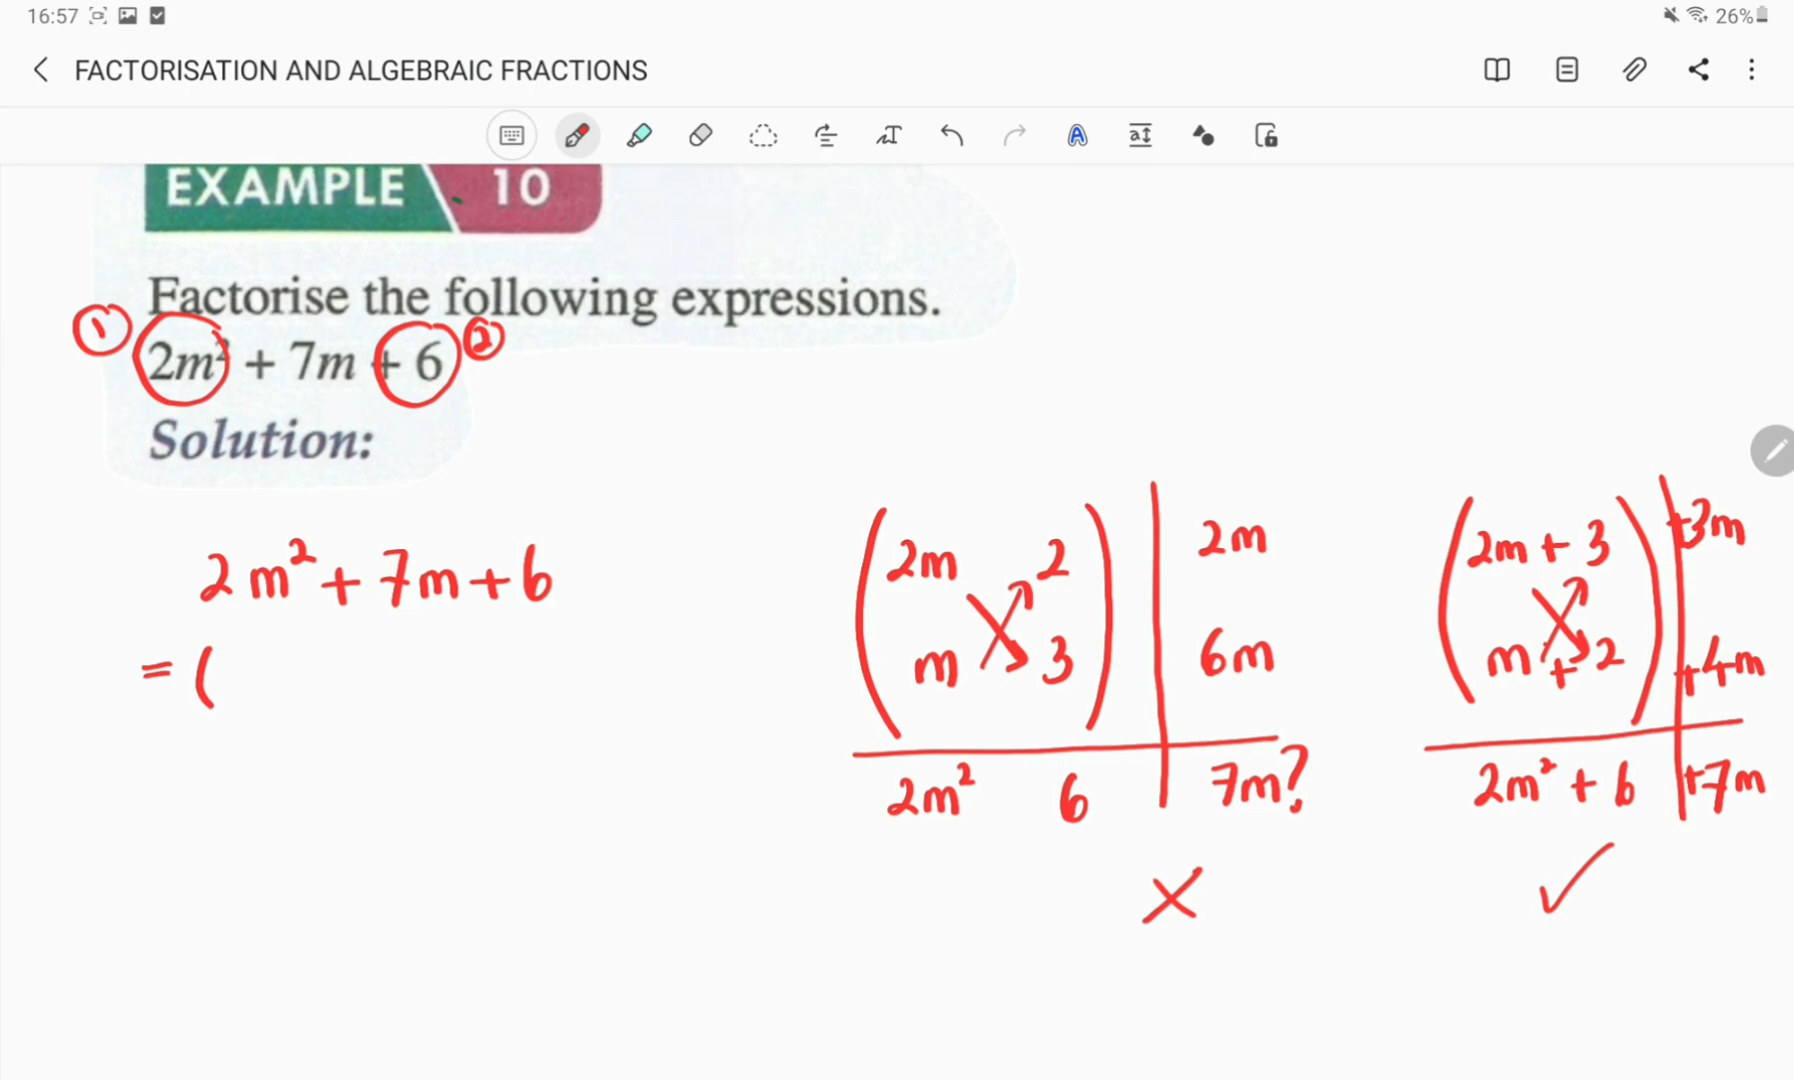 16:57 26%
FACTORISATION AND ALGEBRAIC FRACTIONS
A a
EXAMPLE 10
Factorise the following expressions.
① 2m² + 7m + 6 ②
Solution:
2m² + 7m + 6
= (
2m 2 2m
m 3 6m
2m² 6 7m?
×
2m + 3 +3m
m + 2 +4m
2m² + 6 +7m
✓